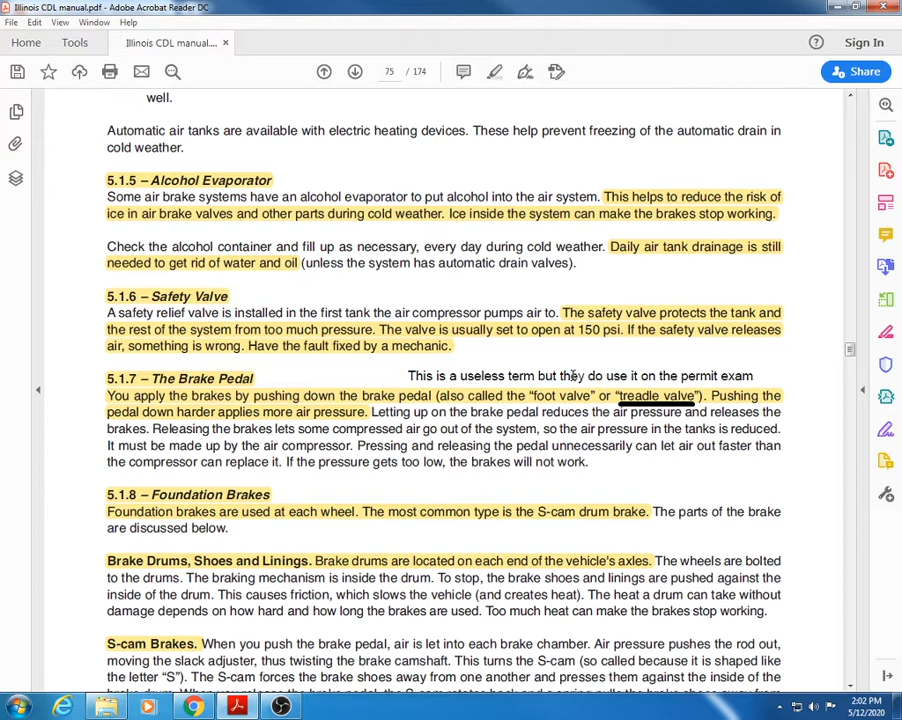 Illinois CDL manual.pdf - Adobe Acrobat Reader DC
File Edit View Window Help
Home Tools Illinois CDL manual.... × Sign In
75 / 174 Share
well.
Automatic air tanks are available with electric heating devices. These help prevent freezing of the automatic drain in
cold weather.
5.1.5 – Alcohol Evaporator
Some air brake systems have an alcohol evaporator to put alcohol into the air system. This helps to reduce the risk of
ice in air brake valves and other parts during cold weather. Ice inside the system can make the brakes stop working.
Check the alcohol container and fill up as necessary, every day during cold weather. Daily air tank drainage is still
needed to get rid of water and oil (unless the system has automatic drain valves).
5.1.6 – Safety Valve
A safety relief valve is installed in the first tank the air compressor pumps air to. The safety valve protects the tank and
the rest of the system from too much pressure. The valve is usually set to open at 150 psi. If the safety valve releases
air, something is wrong. Have the fault fixed by a mechanic.
This is a useless term but they do use it on the permit exam
5.1.7 – The Brake Pedal
You apply the brakes by pushing down the brake pedal (also called the “foot valve” or “treadle valve”). Pushing the
pedal down harder applies more air pressure. Letting up on the brake pedal reduces the air pressure and releases the
brakes. Releasing the brakes lets some compressed air go out of the system, so the air pressure in the tanks is reduced.
It must be made up by the air compressor. Pressing and releasing the pedal unnecessarily can let air out faster than
the compressor can replace it. If the pressure gets too low, the brakes will not work.
5.1.8 – Foundation Brakes
Foundation brakes are used at each wheel. The most common type is the S-cam drum brake. The parts of the brake
are discussed below.
Brake Drums, Shoes and Linings. Brake drums are located on each end of the vehicle's axles. The wheels are bolted
to the drums. The braking mechanism is inside the drum. To stop, the brake shoes and linings are pushed against the
inside of the drum. This causes friction, which slows the vehicle (and creates heat). The heat a drum can take without
damage depends on how hard and how long the brakes are used. Too much heat can make the brakes stop working.
S-cam Brakes. When you push the brake pedal, air is let into each brake chamber. Air pressure pushes the rod out,
moving the slack adjuster, thus twisting the brake camshaft. This turns the S-cam (so called because it is shaped like
the letter “S”). The S-cam forces the brake shoes away from one another and presses them against the inside of the
2:02 PM
5/12/2020